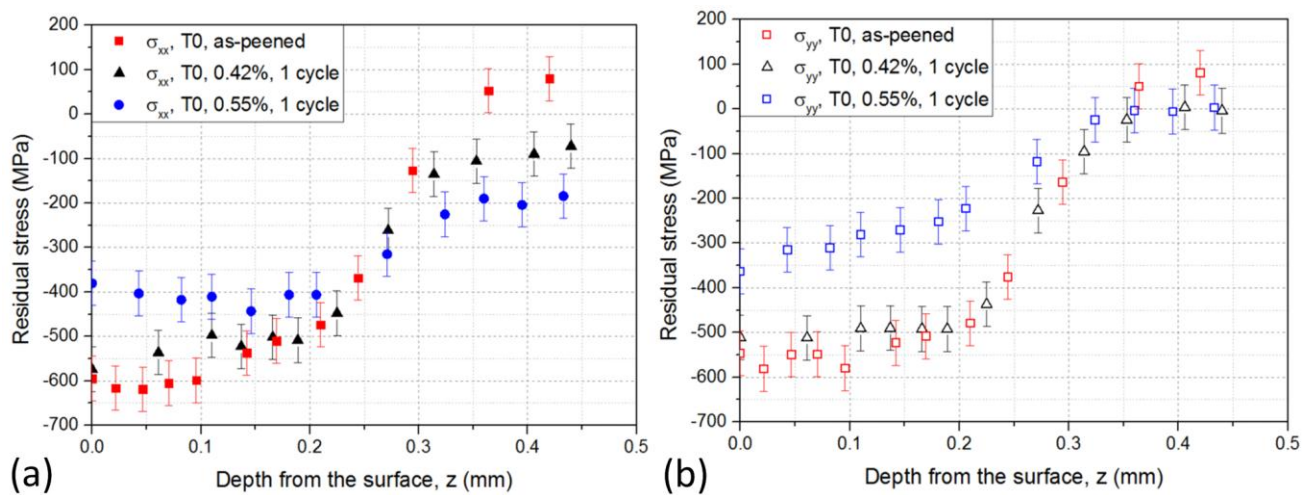 200
100
0
-100
-200
-300
-400
-500
-600
-700
Residual stress (MPa)
σxx, T0, as-peened
σxx, T0, 0.42%, 1 cycle
σxx, T0, 0.55%, 1 cycle
0.0 0.1 0.2 0.3 0.4 0.5
Depth from the surface, z (mm)
(a)
200
100
0
-100
-200
-300
-400
-500
-600
-700
Residual stress (MPa)
σyy, T0, as-peened
σyy, T0, 0.42%, 1 cycle
σyy, T0, 0.55%, 1 cycle
0.0 0.1 0.2 0.3 0.4 0.5
Depth from the surface, z (mm)
(b)